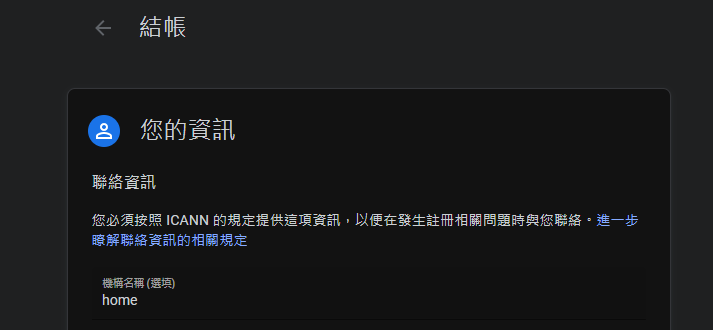 結帳
您的資訊
聯絡資訊
您必須按照 ICANN 的規定提供這項資訊，以便在發生註冊相關問題時與您聯絡。進一步
瞭解聯絡資訊的相關規定
機構名稱 (選填)
home